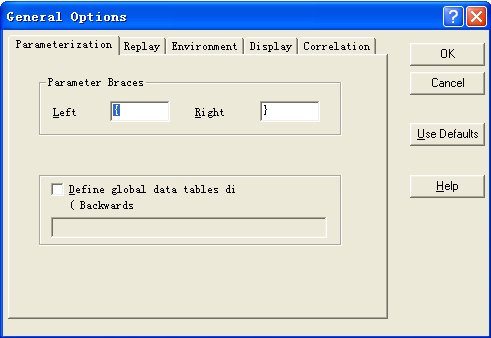 General Options
Parameterization Replay Environment Display Correlation
OK
Cancel
Parameter Braces
Left { Right }
Use Defaults
Define global data tables di
( Backwards
Help